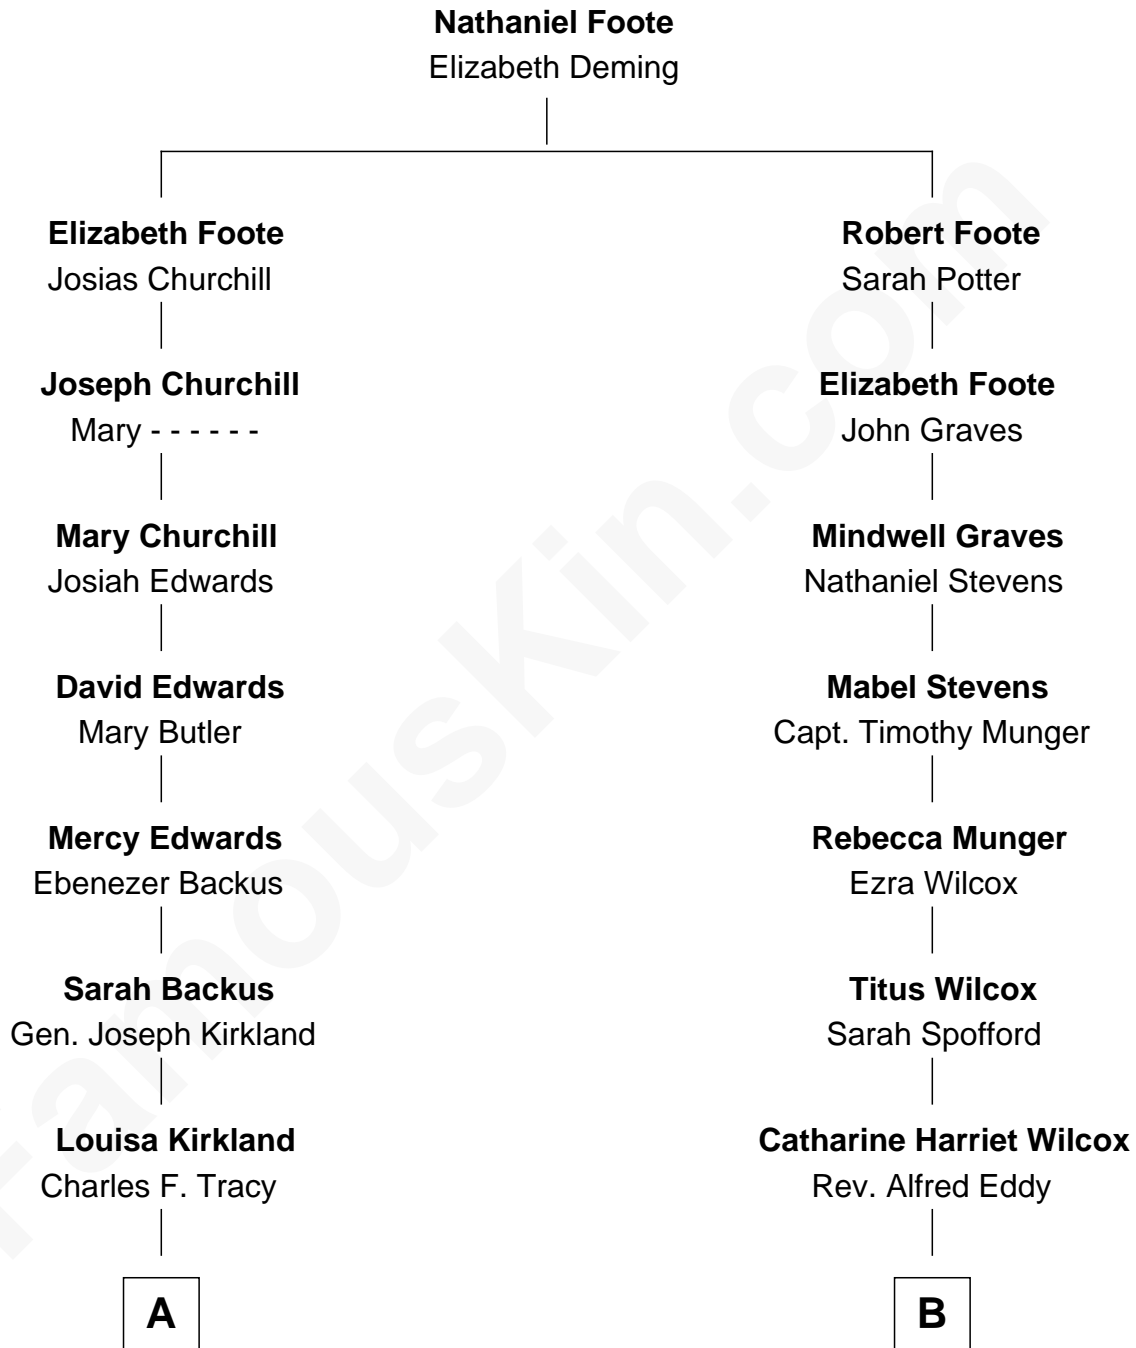 Nathaniel Foote
Elizabeth Deming
Elizabeth Foote
Josias Churchill
Robert Foote
Sarah Potter
Joseph Churchill
Mary - - - - - -
Elizabeth Foote
John Graves
Mary Churchill
Josiah Edwards
Mindwell Graves
Nathaniel Stevens
David Edwards
Mary Butler
Mabel Stevens
Capt. Timothy Munger
Mercy Edwards
Ebenezer Backus
Rebecca Munger
Ezra Wilcox
Sarah Backus
Gen. Joseph Kirkland
Titus Wilcox
Sarah Spofford
Louisa Kirkland
Charles F. Tracy
Catharine Harriet Wilcox
Rev. Alfred Eddy
A
B
FamousKin.com